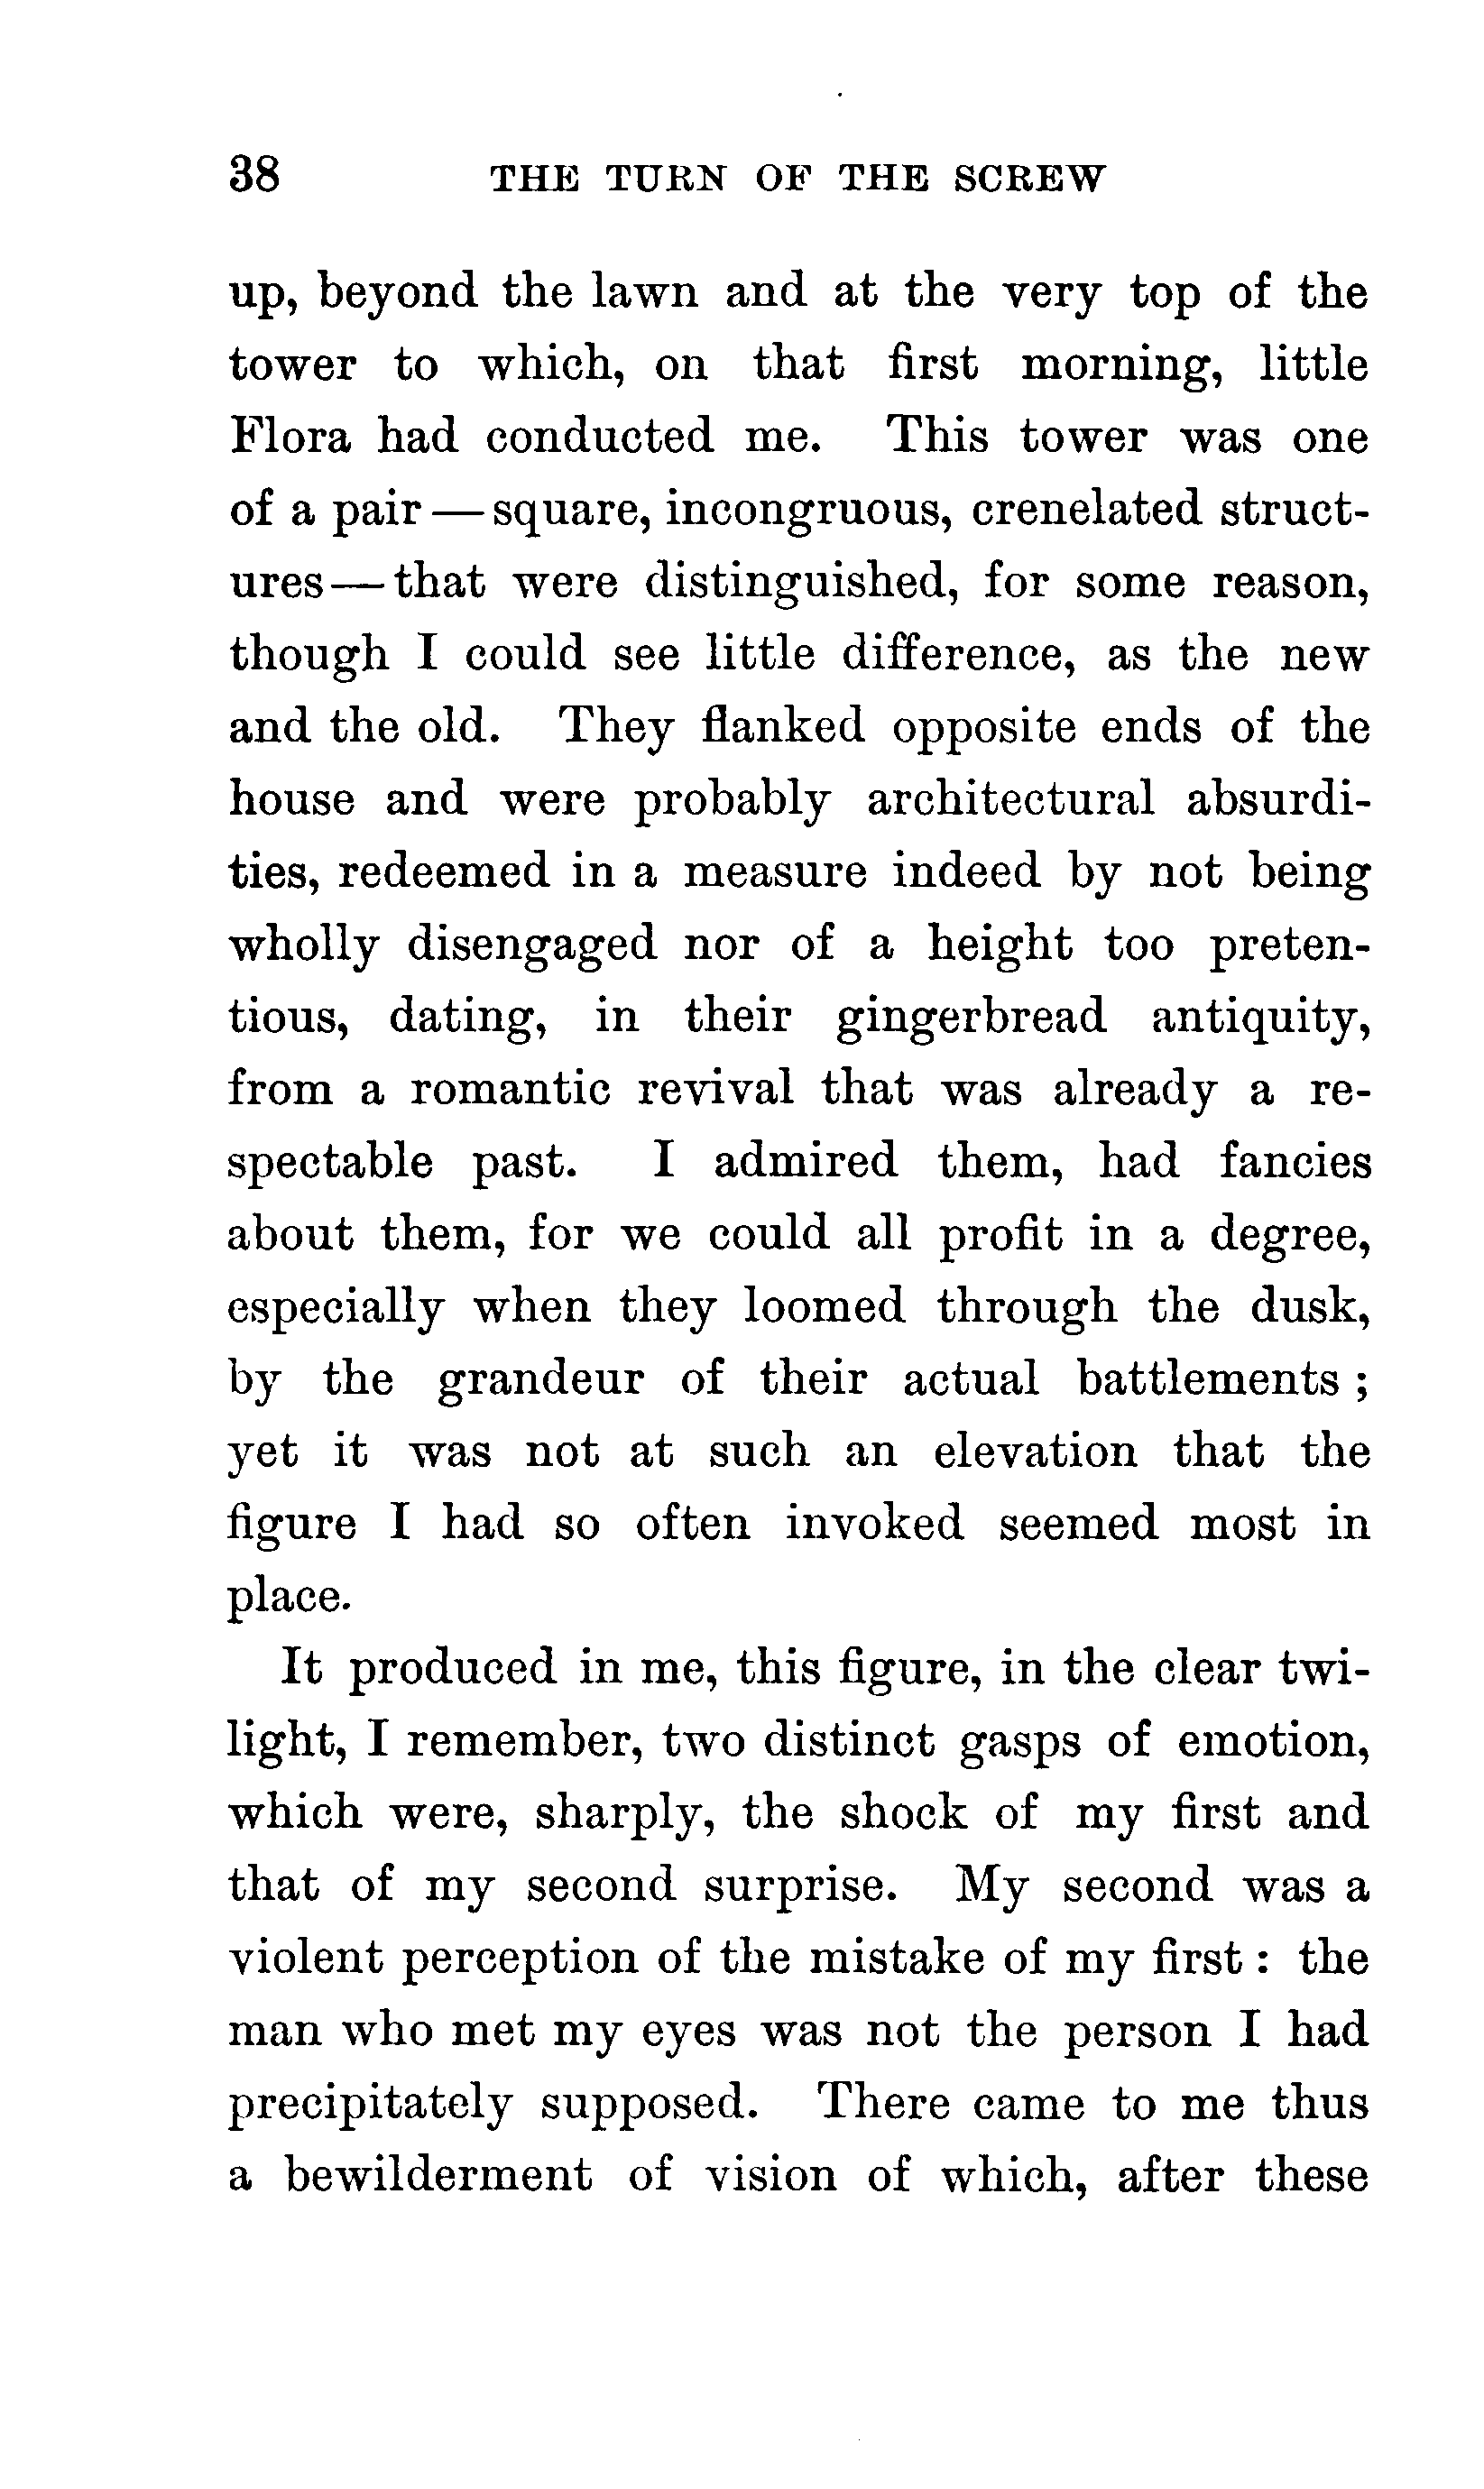 38 THE TURN OF THE SCREW
up, beyond the lawn and at the very top of the
tower to which, on that first morning, little
Flora had conducted me. This tower was one
of a pair — square, incongruous, crenelated struct-
ures — that were distinguished, for some reason,
though I could see little difference, as the new
and the old. They flanked opposite ends of the
house and were probably architectural absurdi-
ties, redeemed in a measure indeed by not being
wholly disengaged nor of a height too preten-
tious, dating, in their gingerbread antiquity,
from a romantic revival that was already a re-
spectable past. I admired them, had fancies
about them, for we could all profit in a degree,
especially when they loomed through the dusk,
by the grandeur of their actual battlements ;
yet it was not at such an elevation that the
figure I had so often invoked seemed most in
place.
It produced in me, this figure, in the clear twi-
light, I remember, two distinct gasps of emotion,
which were, sharply, the shock of my first and
that of my second surprise. My second was a
violent perception of the mistake of my first : the
man who met my eyes was not the person I had
precipitately supposed. There came to me thus
a bewilderment of vision of which, after these